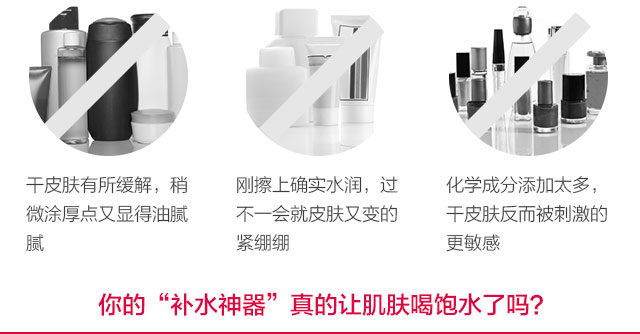 干皮肤有所缓解，稍
微涂厚点又显得油腻
腻
刚擦上确实水润，过
不一会就皮肤又变的
紧绷绷
化学成分添加太多，
干皮肤反而被刺激的
更敏感
你的“补水神器”真的让肌肤喝饱水了吗？